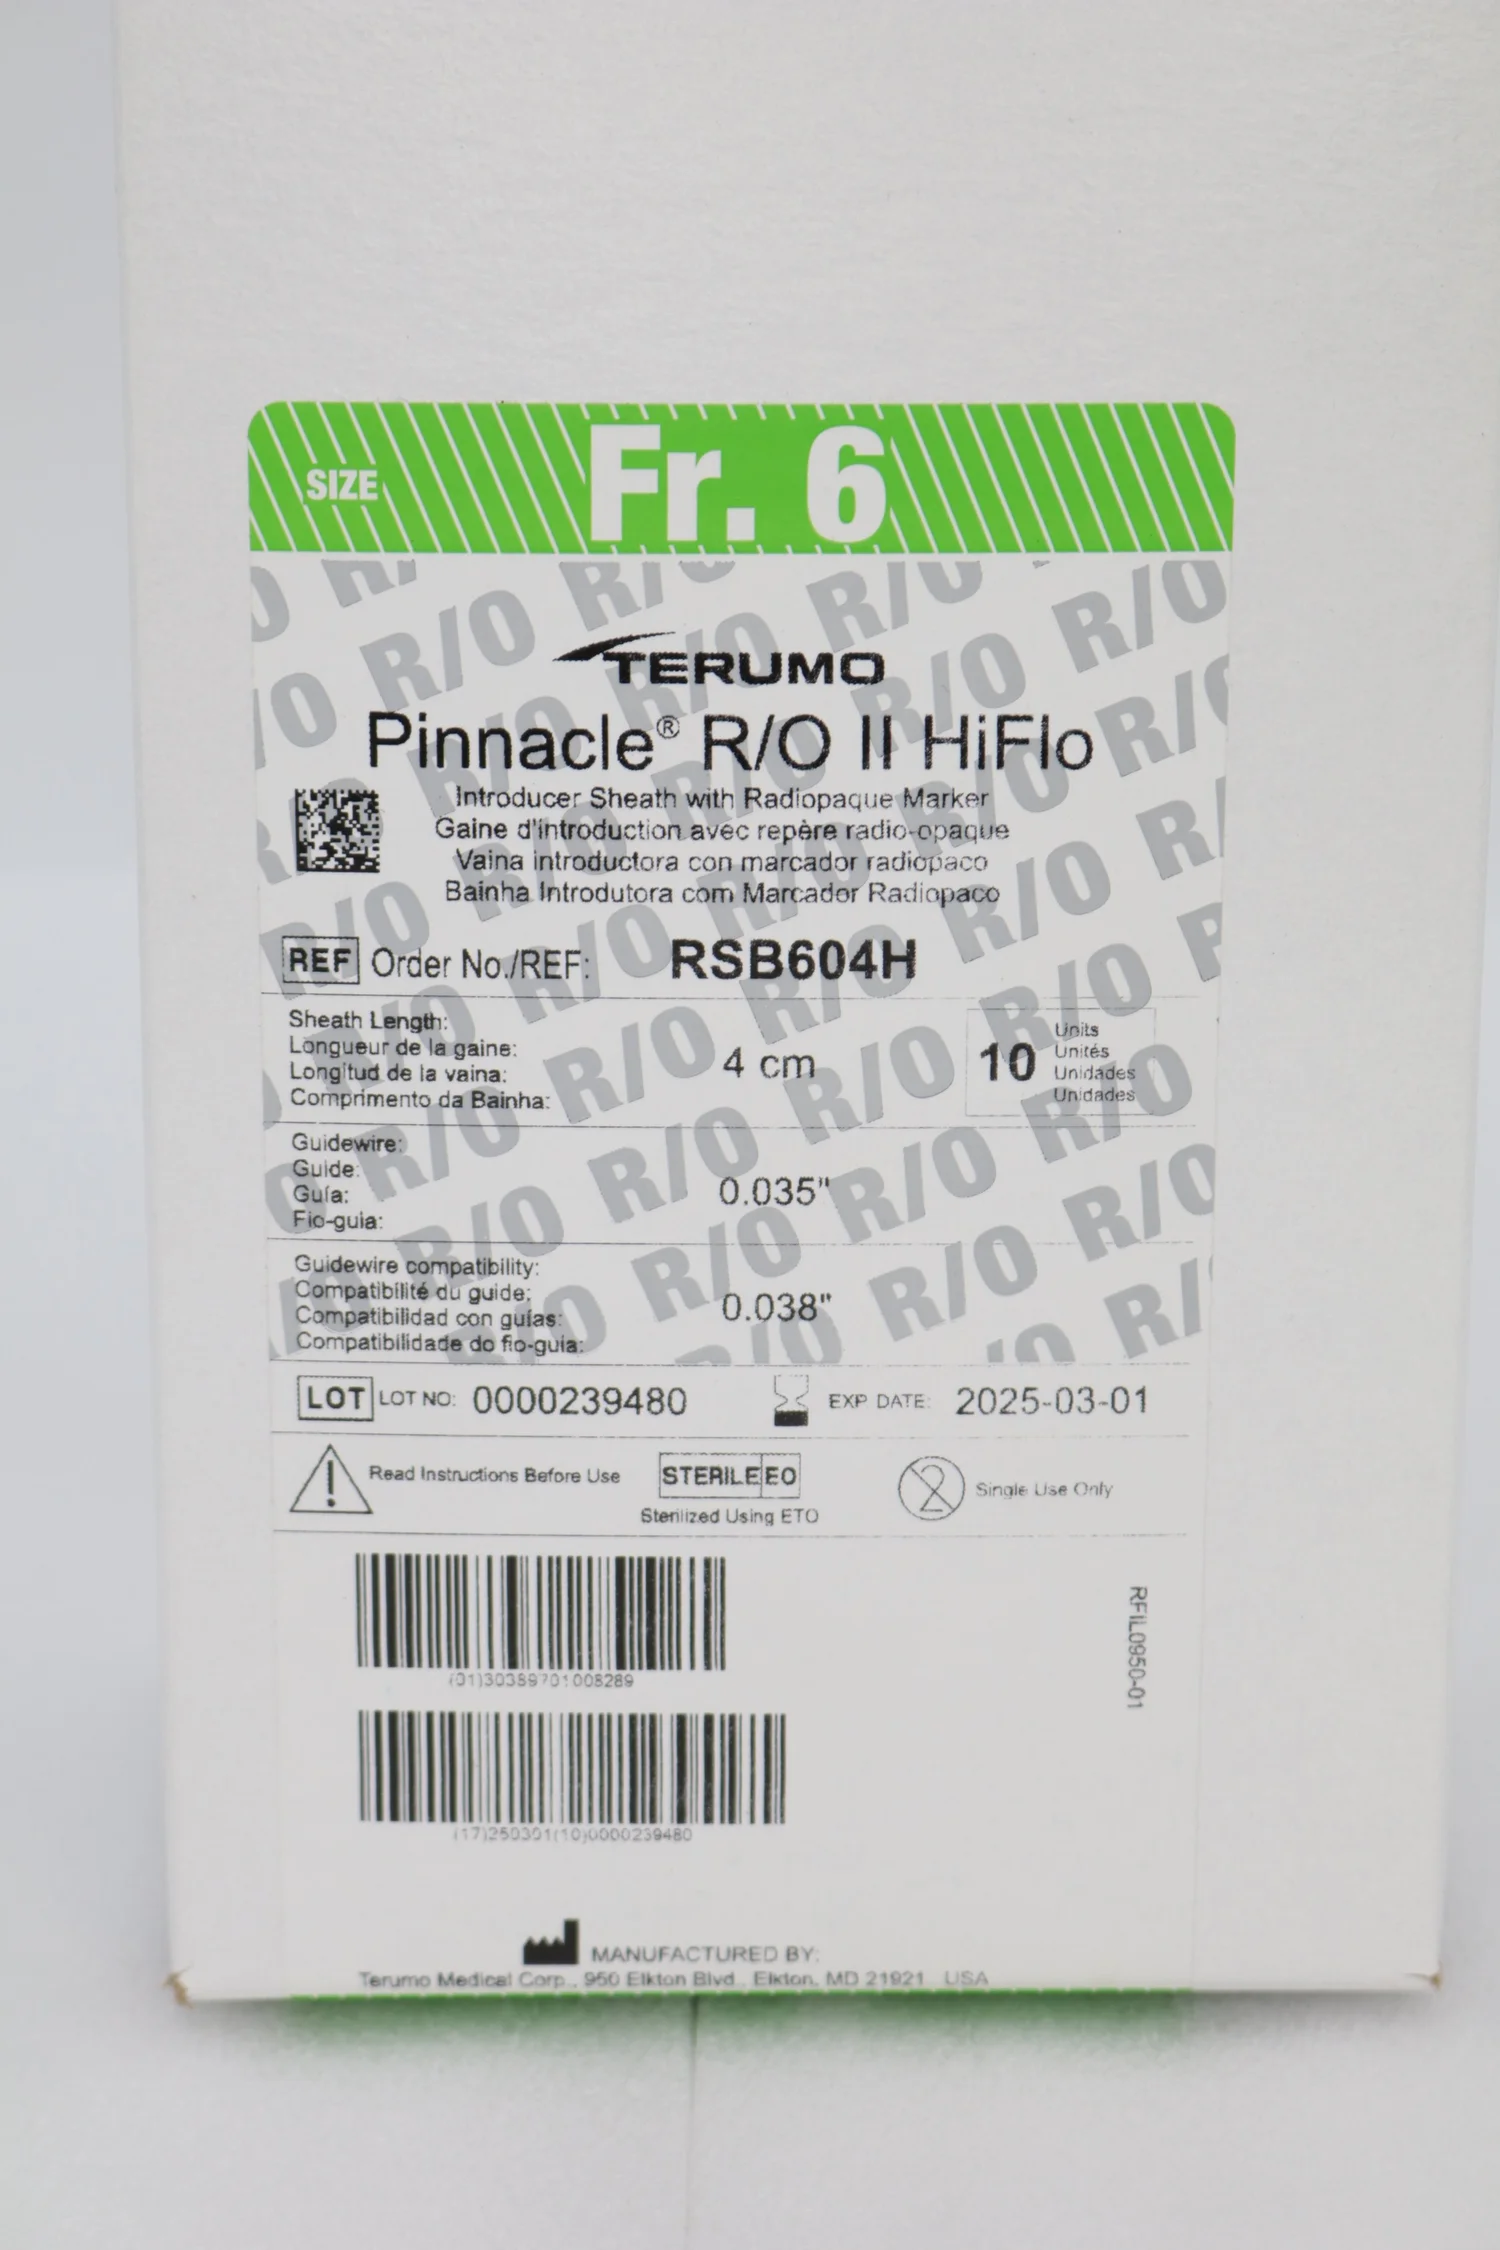 SIZE Fr. 6
TERUMO
Pinnacle® R/O II HiFlo
Introducer Sheath with Radiopaque Marker
Gaine d'introduction avec repère radio-opaque
Vaina introductora con marcador radiopaco
Bainha Introdutora com Marcador Radiopaco
REF Order No./REF: RSB604H
Sheath Length:
Longueur de la gaine:
Longitud de la vaina:
Comprimento da Bainha:
4 cm
10
Units
Unités
Unidades
Unidades
Guidewire:
Guide:
Guía:
Fio-guia:
0.035"
Guidewire compatibility:
Compatibilité du guide:
Compatibilidad con guías:
Compatibilidade do fio-guia:
0.038"
LOT LOT NO: 0000239480 EXP DATE: 2025-03-01
Read Instructions Before Use
STERILE EO
Sterilized Using ETO
2
Single Use Only
(01)30389701008289
RFIL0950-01
(17)250301(10)0000239480
MANUFACTURED BY:
Terumo Medical Corp., 950 Elkton Blvd., Elkton, MD 21921 USA
R/O R/O R/O R/O